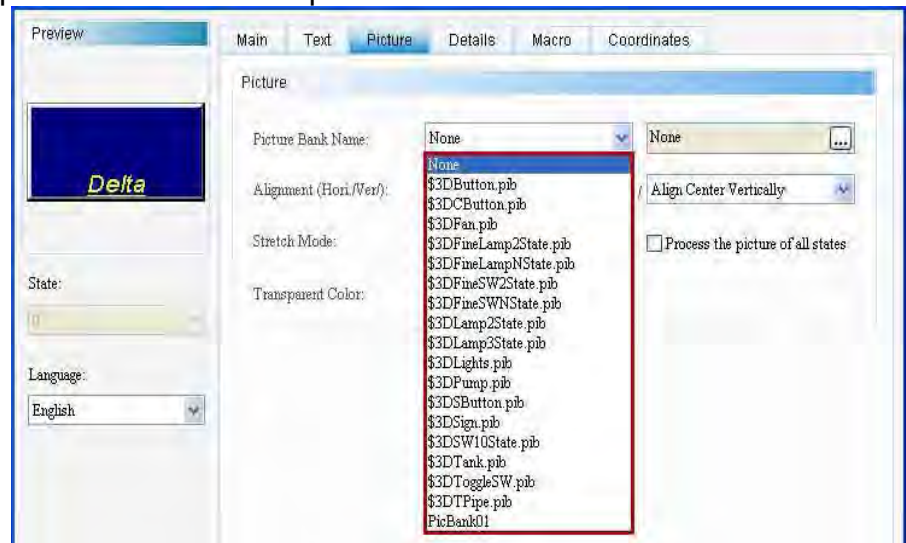 Preview
Main Text Picture Details Macro Coordinates
Picture
Delta
Picture Bank Name: None None ...
Alignment (Hori./Ver/): / Align Center Vertically
Stretch Mode: Process the picture of all states
Transparent Color:
None
$3DButton.pib
$3DCButton.pib
$3DFan.pib
$3DFineLamp2State.pib
$3DFineLampNState.pib
$3DFineSW2State.pib
$3DFineSWNState.pib
$3DLamp2State.pib
$3DLamp3State.pib
$3DLights.pib
$3DPump.pib
$3DSButton.pib
$3DSign.pib
$3DSW10State.pib
$3DTank.pib
$3DToggleSW.pib
$3DTPipe.pib
PicBank01
State:
0
Language:
English